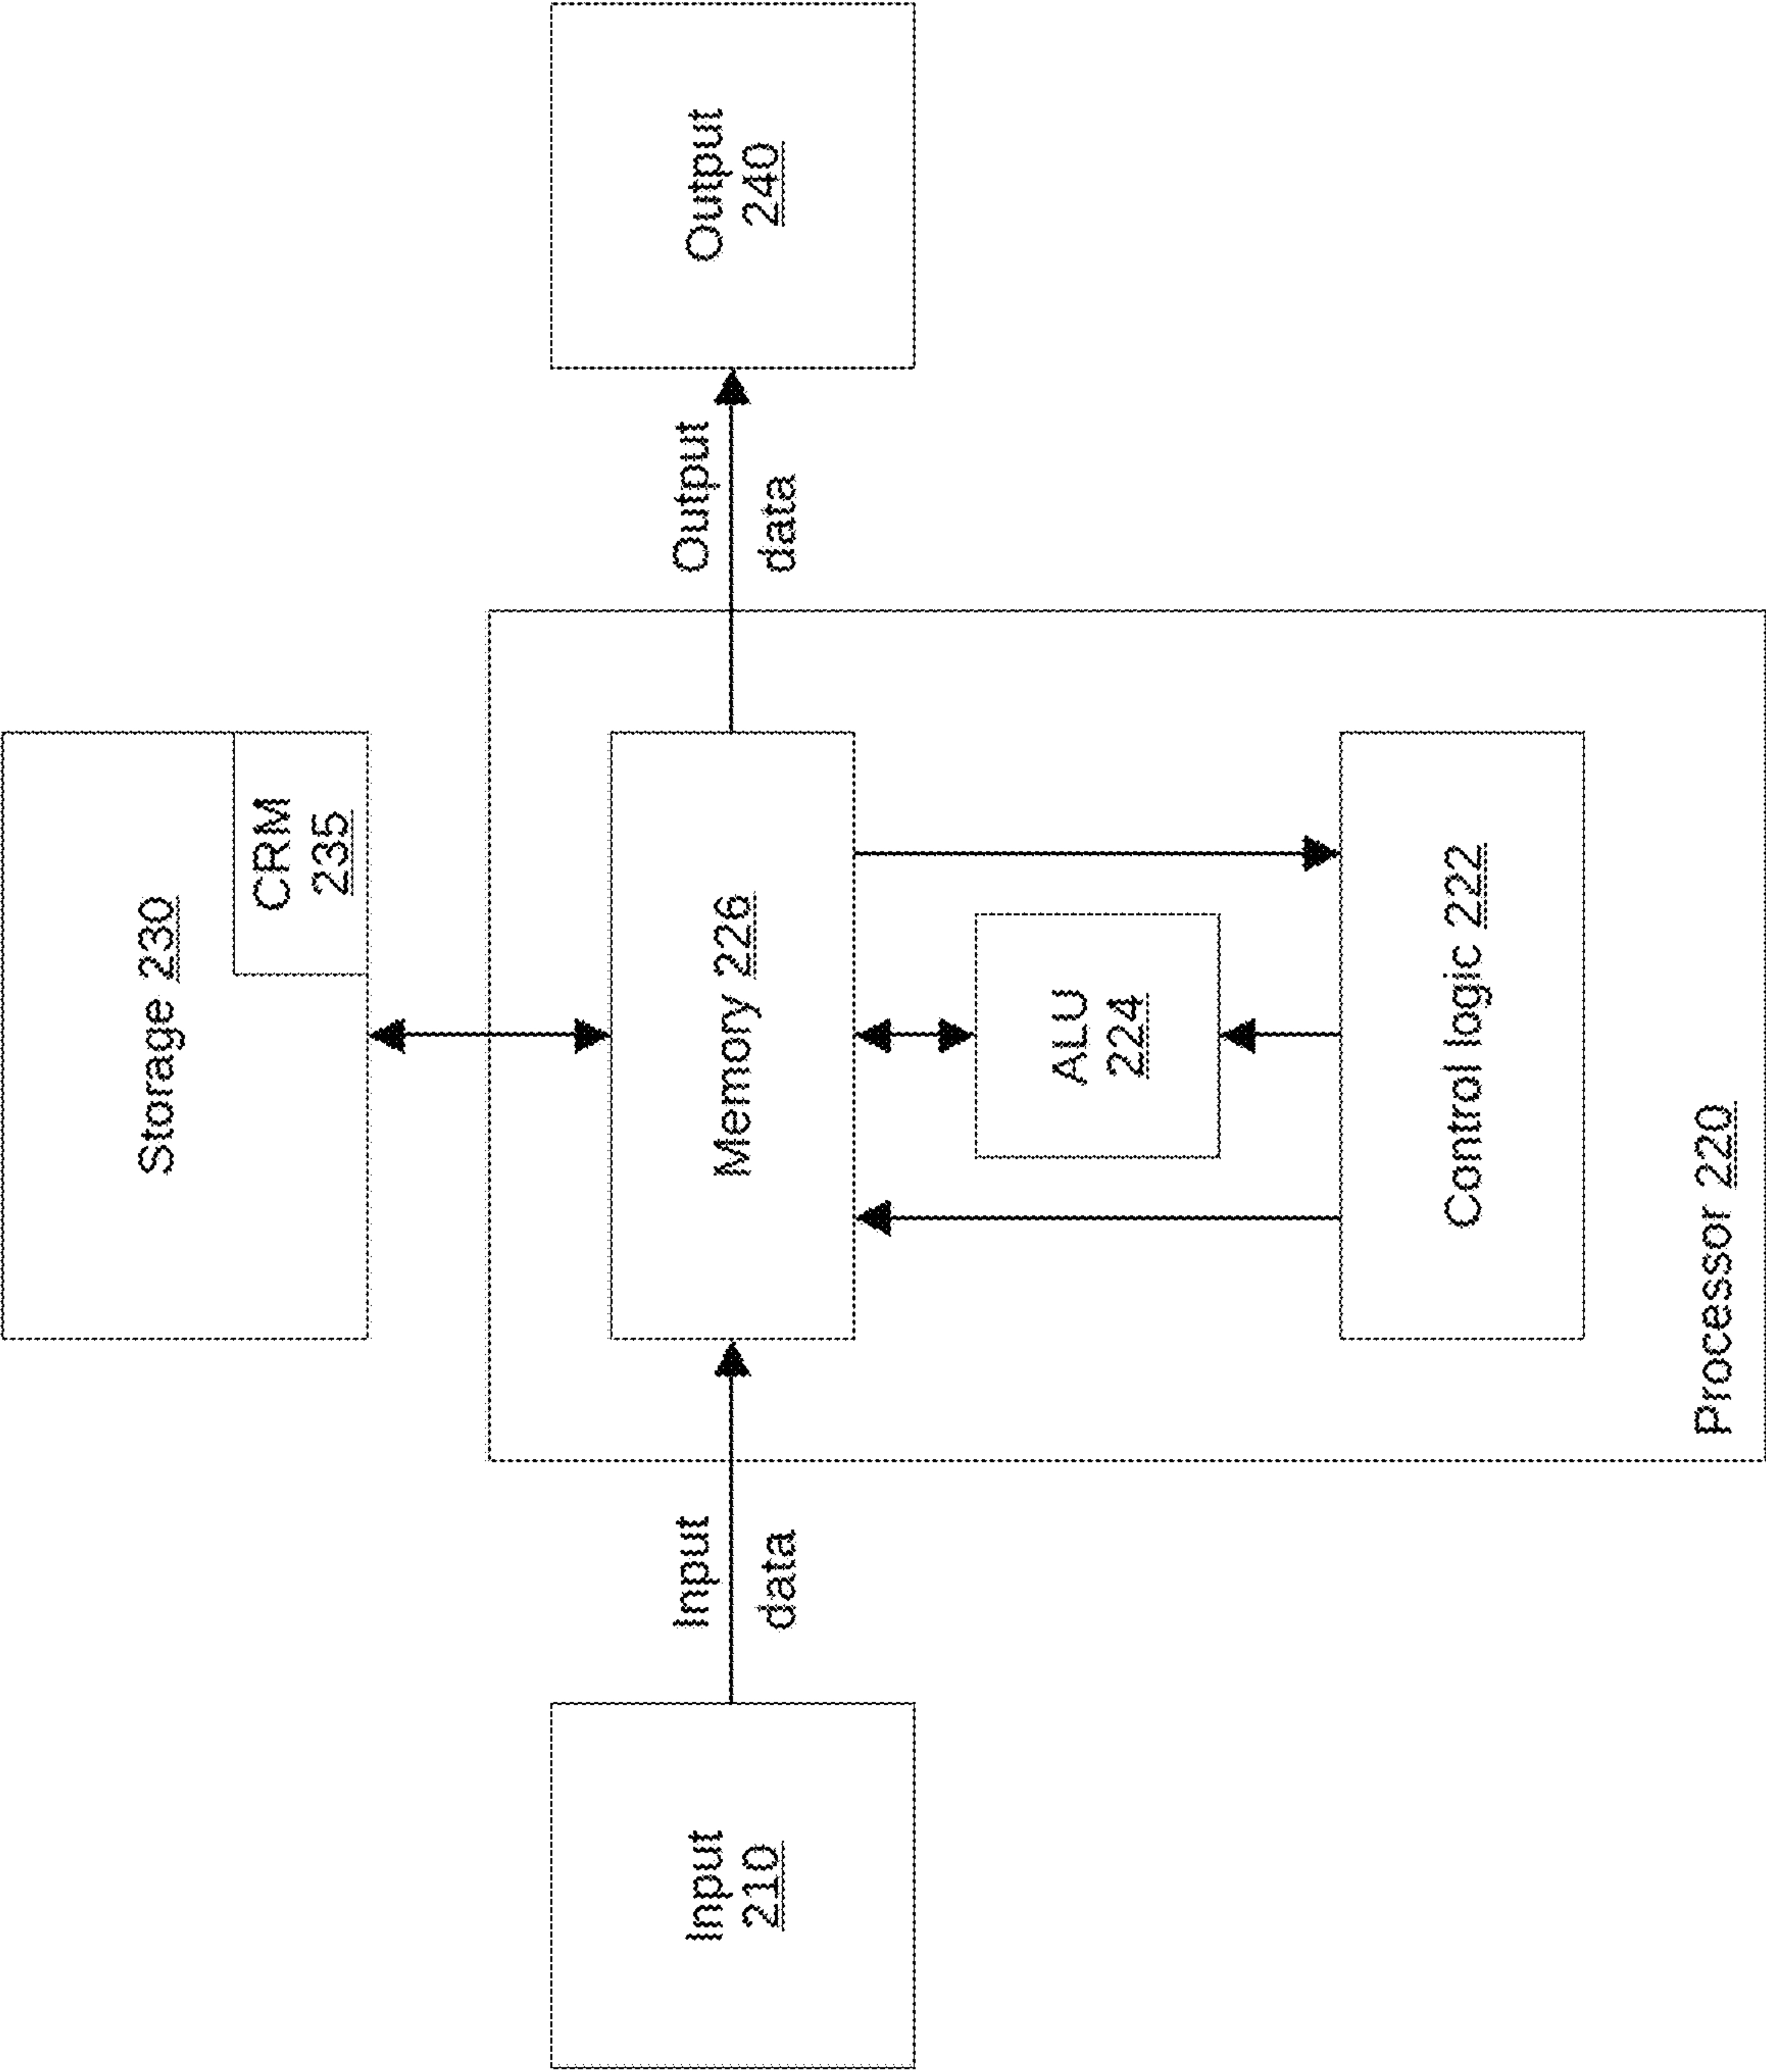 Storage 230
CRM
235
Input
210
Input
data
Memory 226
Output
data
Output
240
ALU
224
Control logic 222
Processor 220